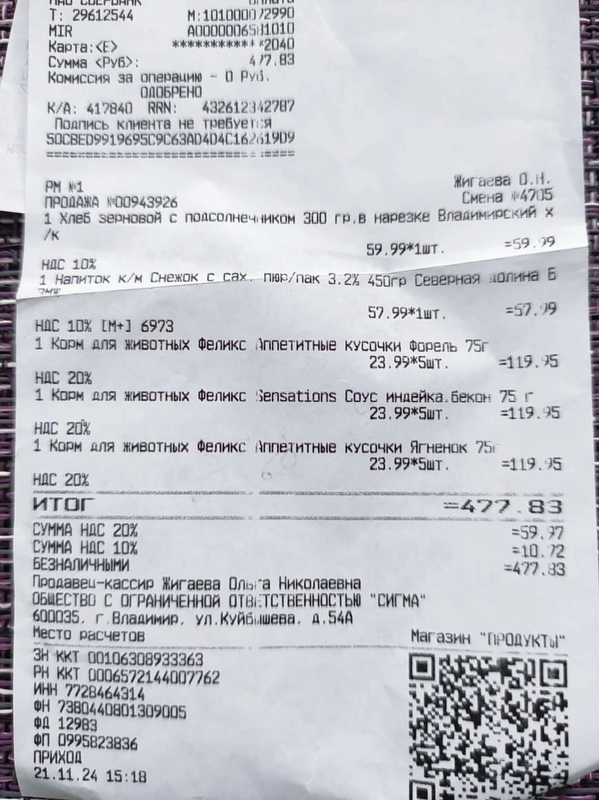 ПАО СБЕРБАНК Оплата
Т: 29612544 М:101000072990
MIR A0000006581010
Карта:<E> ************2040
Сумма <Руб>: 477.83
Комиссия за операцию - 0 Руб.
ОДОБРЕНО
К/А: 417840 RRN: 432612342787
Подпись клиента не требуется
50CBED9919695C9C63AD4D4C162619D9
РМ №1 Жигаева О.Н.
ПРОДАЖА №00943926 Смена №4705
1 Хлеб зерновой с подсолнечником 300 гр.в нарезке Владимирский х
/к
59.99*1шт. =59.99
НДС 10%
1 Напиток к/м Снежок с сах. пюр/пак 3.2% 450гр Северная долина Б
57.99*1шт. =57.99
НДС 10% [M+] 6973
1 Корм для животных Феликс Аппетитные кусочки Форель 75г
23.99*5шт. =119.95
НДС 20%
1 Корм для животных Феликс Sensations Соус индейка.бекон 75 г
23.99*5шт. =119.95
НДС 20%
1 Корм для животных Феликс Аппетитные кусочки Ягненок 75г
23.99*5шт. =119.95
НДС 20%
ИТОГ =477.83
СУММА НДС 20% =59.97
СУММА НДС 10% =10.72
БЕЗНАЛИЧНЫМИ =477.83
Продавец-кассир Жигаева Ольга Николаевна
ОБЩЕСТВО С ОГРАНИЧЕННОЙ ОТВЕТСТВЕННОСТЬЮ "СИГМА"
600035, г.Владимир, ул.Куйбышева, д.54А
Место расчетов Магазин "ПРОДУКТЫ"
ЗН ККТ 00106308933363
РН ККТ 0006572144007762
ИНН 7728464314
ФН 7380440801309005
ФД 12983
ФП 0995823836
ПРИХОД
21.11.24 15:18